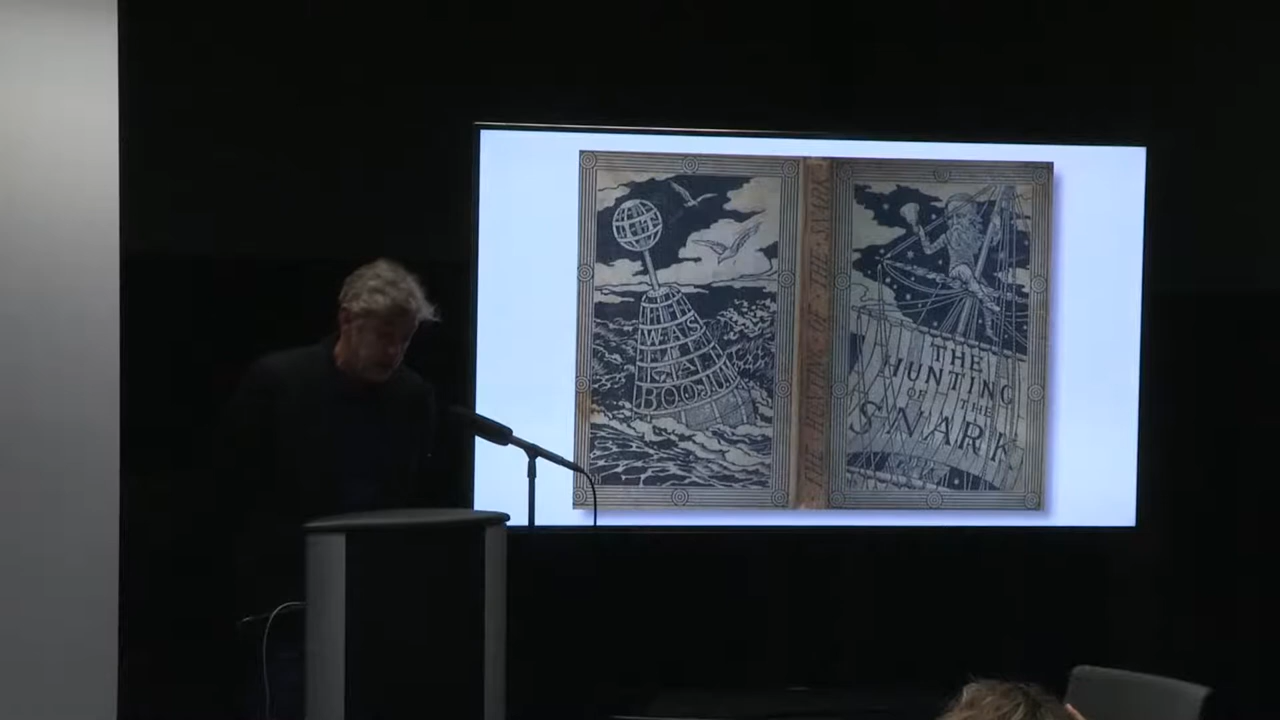 IT
WAS
A
BOOJUM
THE HUNTING OF THE SNARK
THE
HUNTING
OF THE
SNARK